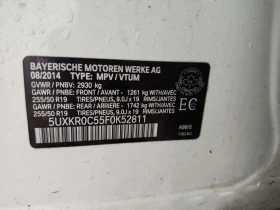 BAYERISCHE MOTOREN WERKE AG
08/2014 TYPE: MPV / VTUM
GVWR / PNBV: 2930 kg
GAWR / PNBE: FRONT / AVANT - 1261 kg WITH/AVEC
255/50 R19 TIRES/PNEUS, 9.0J x 19 RIMS/JANTES
GAWR / PNBE: REAR / ARRIERE - 1742 kg WITH/AVEC
255/50 R19 TIRES/PNEUS, 9.0J x 19 RIMS/JANTES
EC
5UXKR0C55F0K52811